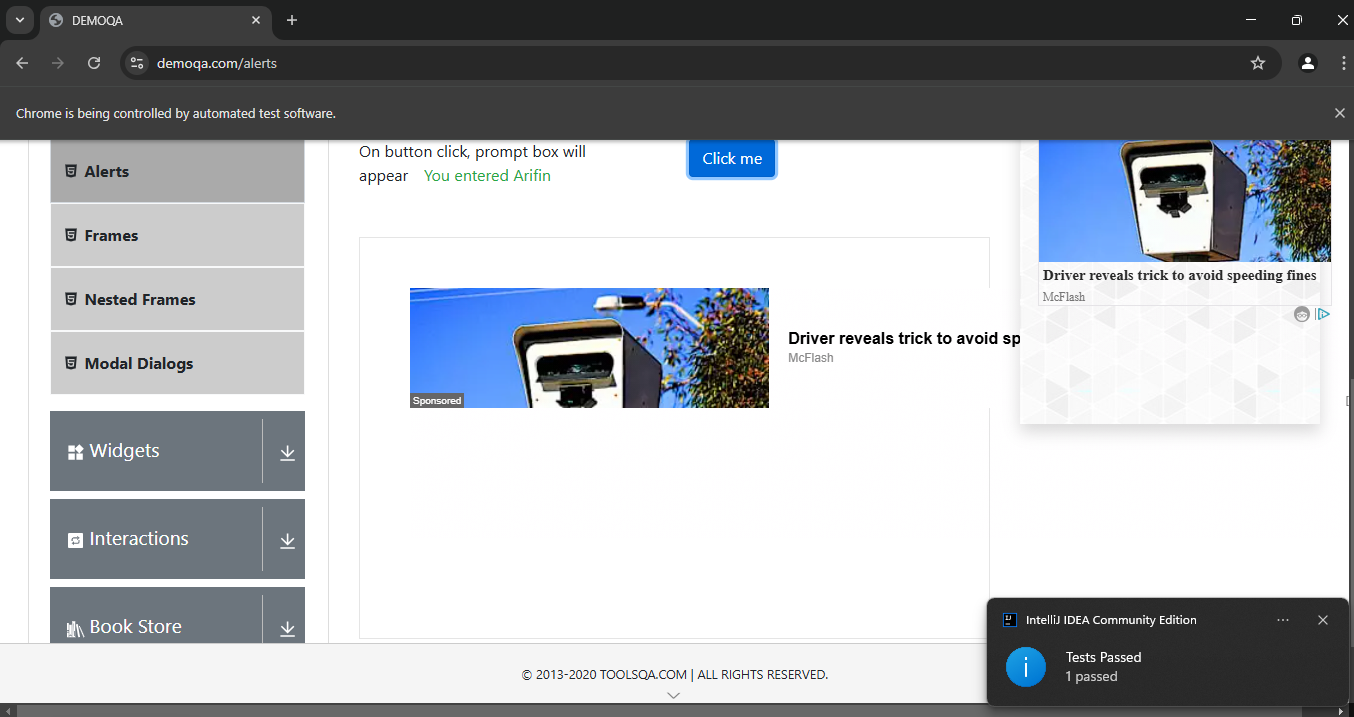 DEMOQA
demoqa.com/alerts
Chrome is being controlled by automated test software.
Alerts
Frames
Nested Frames
Modal Dialogs
Widgets
Interactions
Book Store
On button click, prompt box will
appear You entered Arifin
Click me
Sponsored
Driver reveals trick to avoid sp
McFlash
Driver reveals trick to avoid speeding fines
McFlash
© 2013-2020 TOOLSQA.COM | ALL RIGHTS RESERVED.
IntelliJ IDEA Community Edition
Tests Passed
1 passed